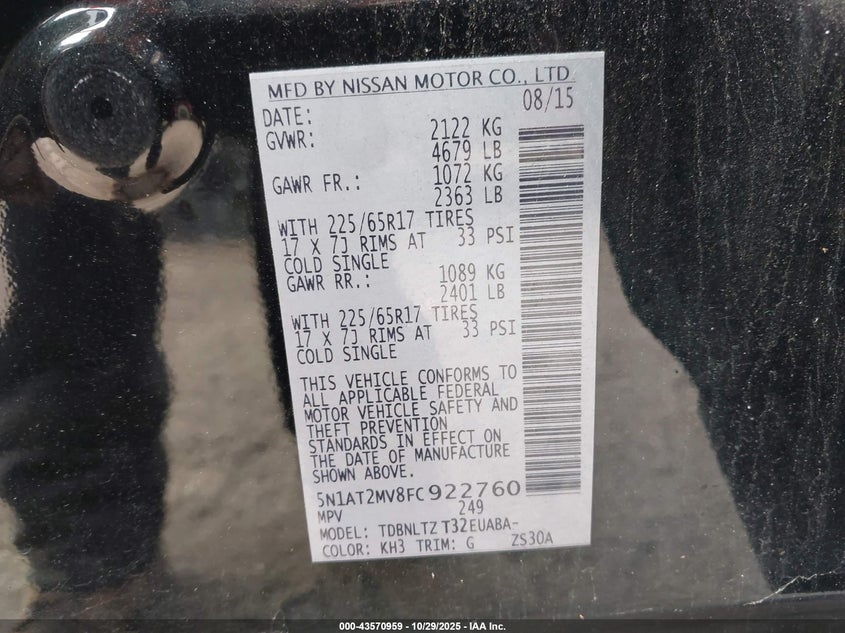 MFD BY NISSAN MOTOR CO., LTD
DATE: 08/15
GVWR: 2122 KG
4679 LB
GAWR FR.: 1072 KG
2363 LB
WITH 225/65R17 TIRES
17 X 7J RIMS AT 33 PSI
COLD SINGLE
GAWR RR.: 1089 KG
2401 LB
WITH 225/65R17 TIRES
17 X 7J RIMS AT 33 PSI
COLD SINGLE
THIS VEHICLE CONFORMS TO
ALL APPLICABLE FEDERAL
MOTOR VEHICLE SAFETY AND
THEFT PREVENTION
STANDARDS IN EFFECT ON
THE DATE OF MANUFACTURE
SHOWN ABOVE.
5N1AT2MV8FC922760
MPV 249
MODEL: TDBNLTZ T32EUABA-
COLOR: KH3 TRIM: G ZS30A
000-43570959 - 10/29/2025 - IAA Inc.